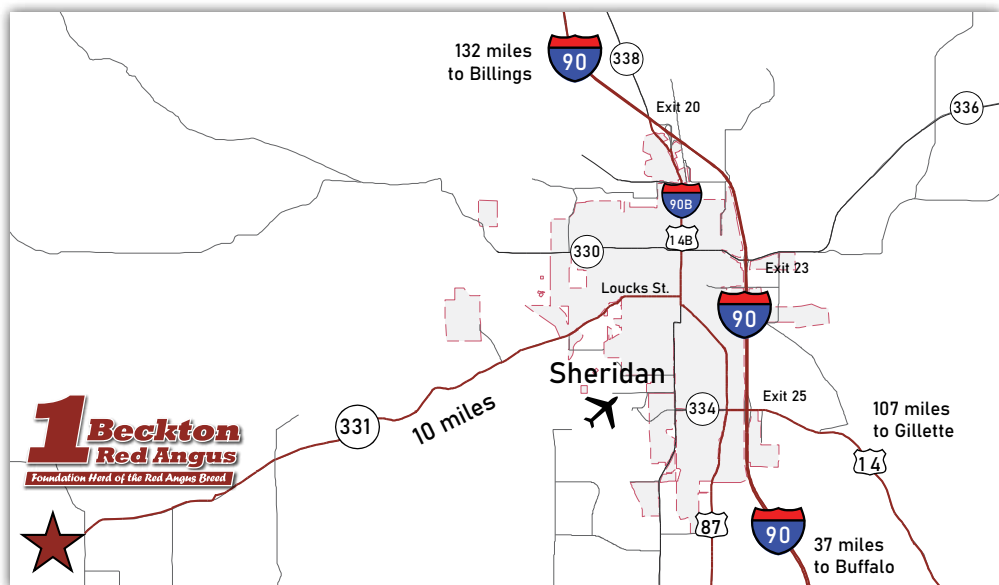 132 miles
to Billings
90
338
Exit 20
336
90B
14B
330
Exit 23
Loucks St.
90
Sheridan
331
10 miles
334
Exit 25
107 miles
to Gillette
14
1 Beckton
Red Angus
Foundation Herd of the Red Angus Breed
87
90
37 miles
to Buffalo